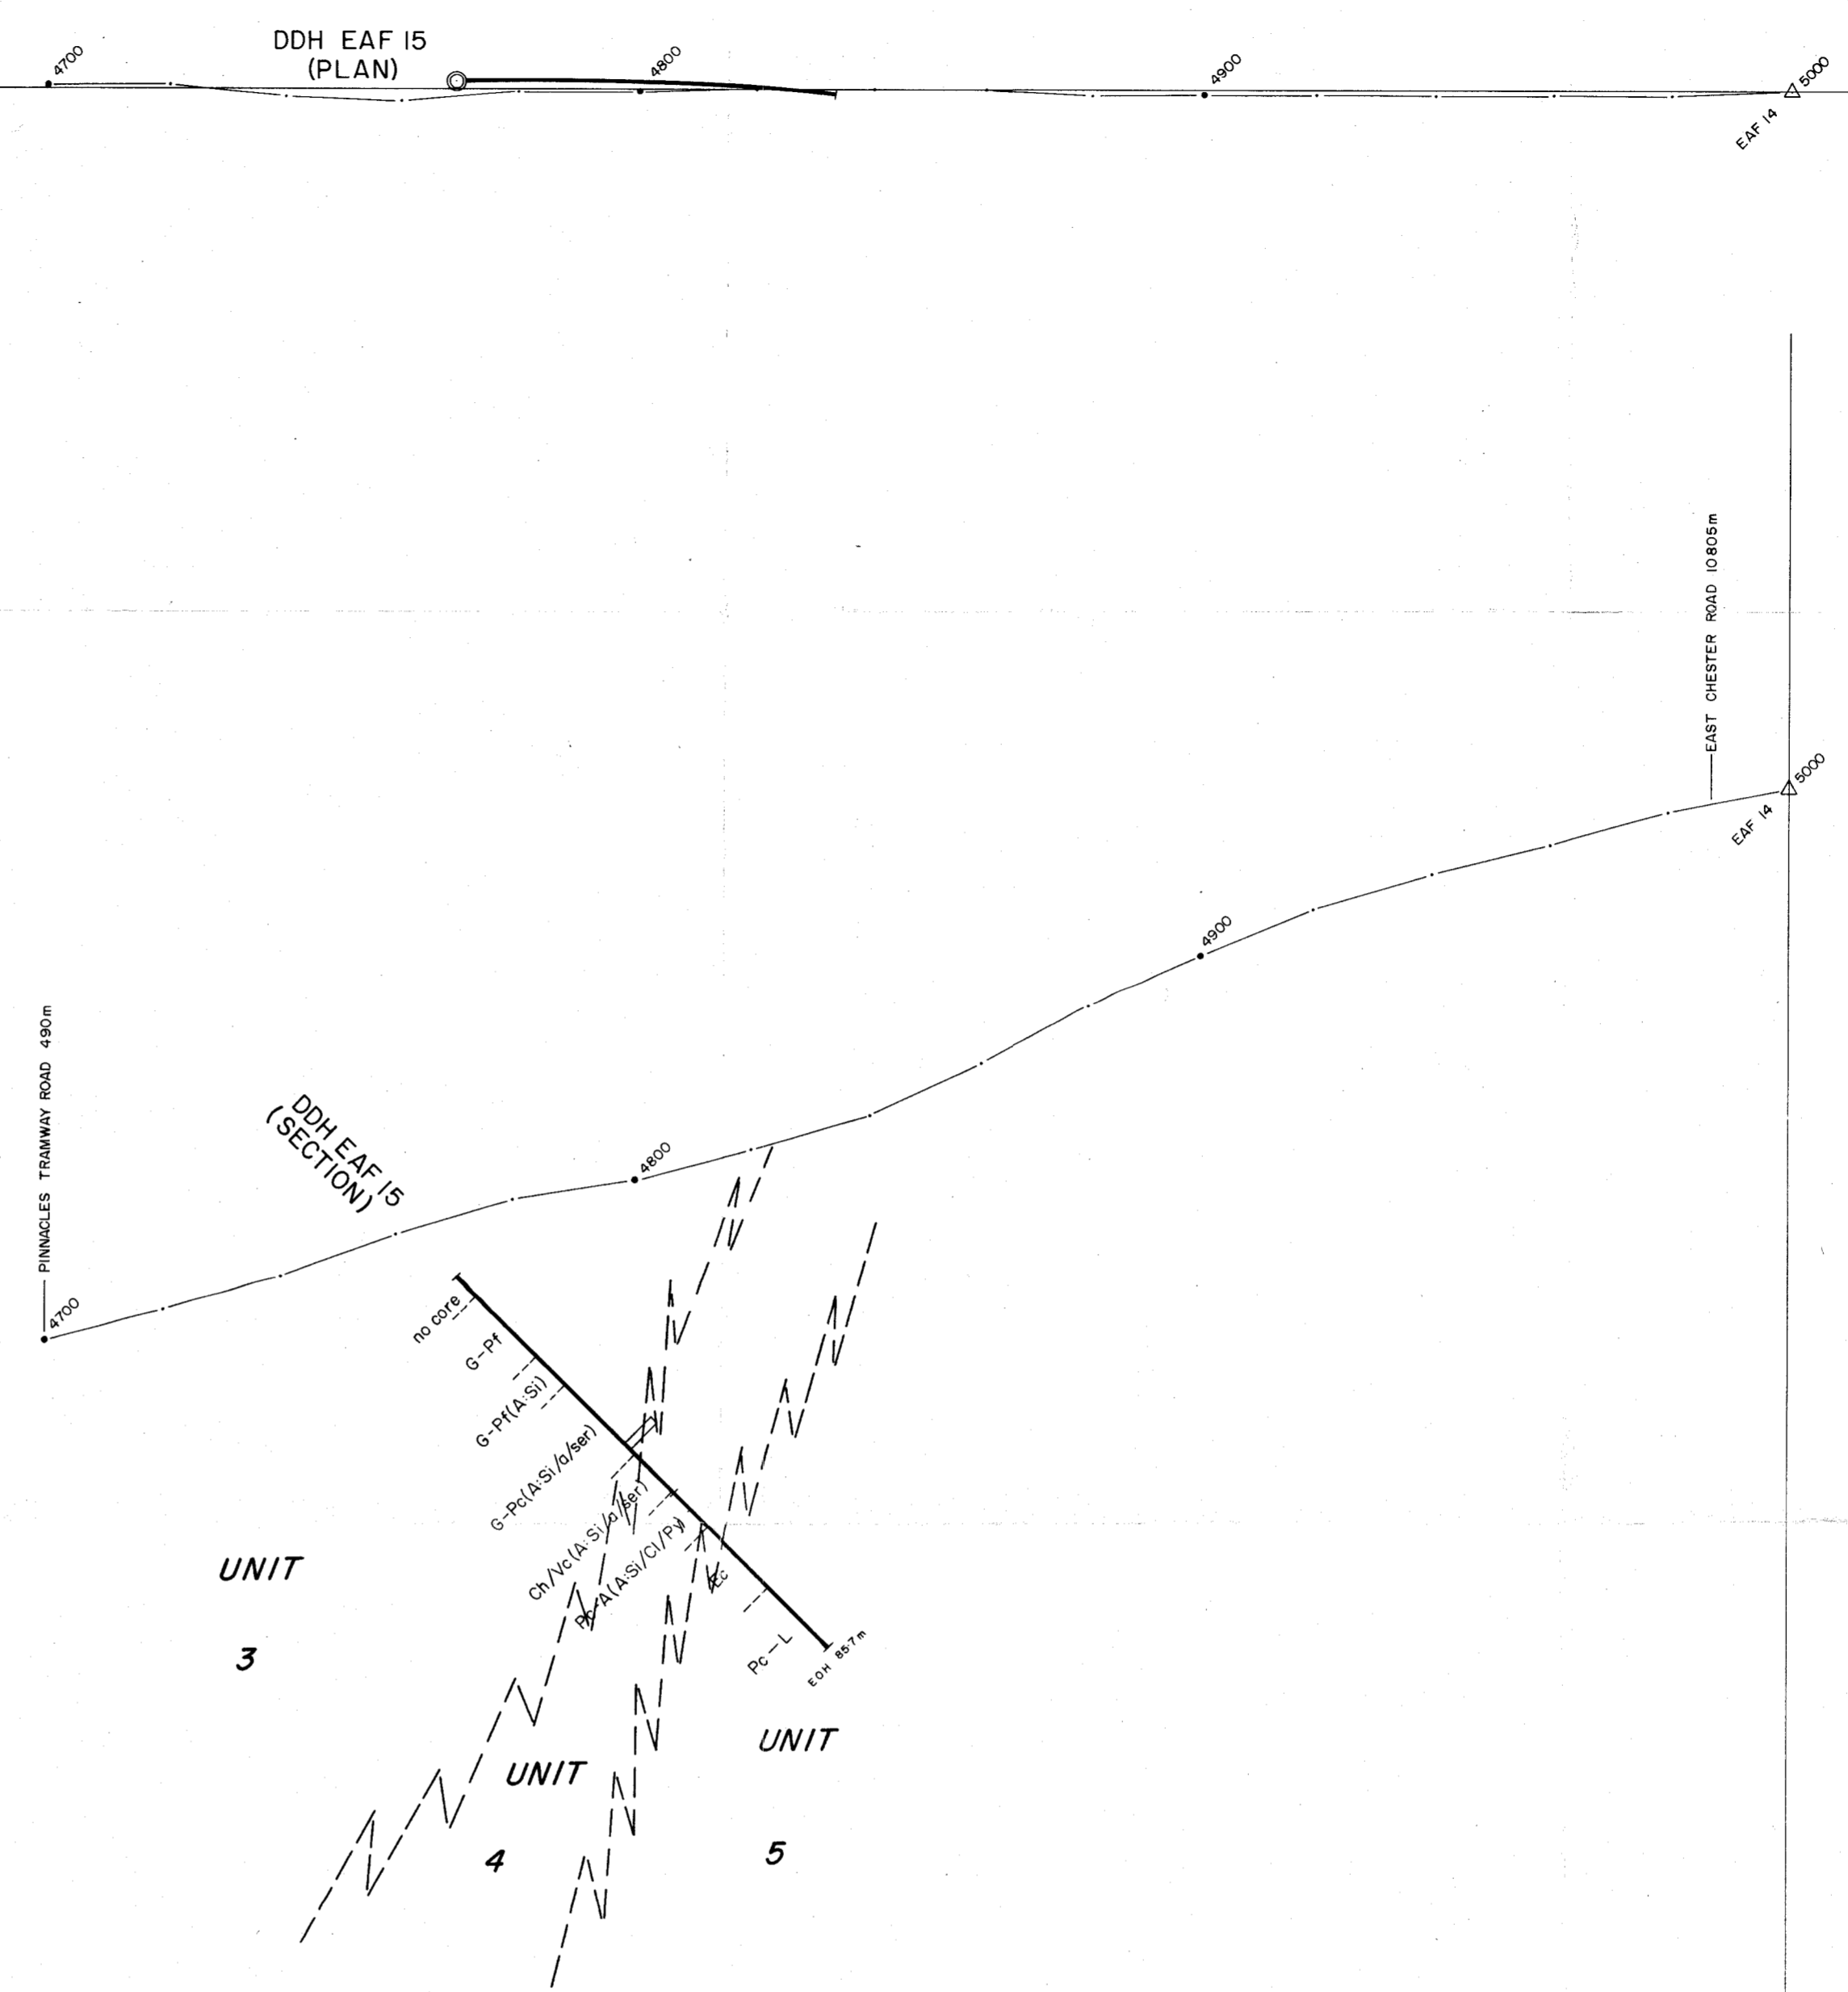 DDH EAF 15
(PLAN)
4700
4800
4900
5000
EAF 14
EAST CHESTER ROAD 10805m
5000
EAF 14
4900
PINNACLES TRAMWAY ROAD 490m
DDH EAF 15
(SECTION)
4800
4700
no core
G-Pf
G-Pf(A:Si)
G-Pc(A:Si/a/ser)
Ch/Vc(A:Si/a/ser)
Pc-A(A:Si/Cl/Py)
Pc-L
EOH 85·7m
UNIT
3
UNIT
4
UNIT
5